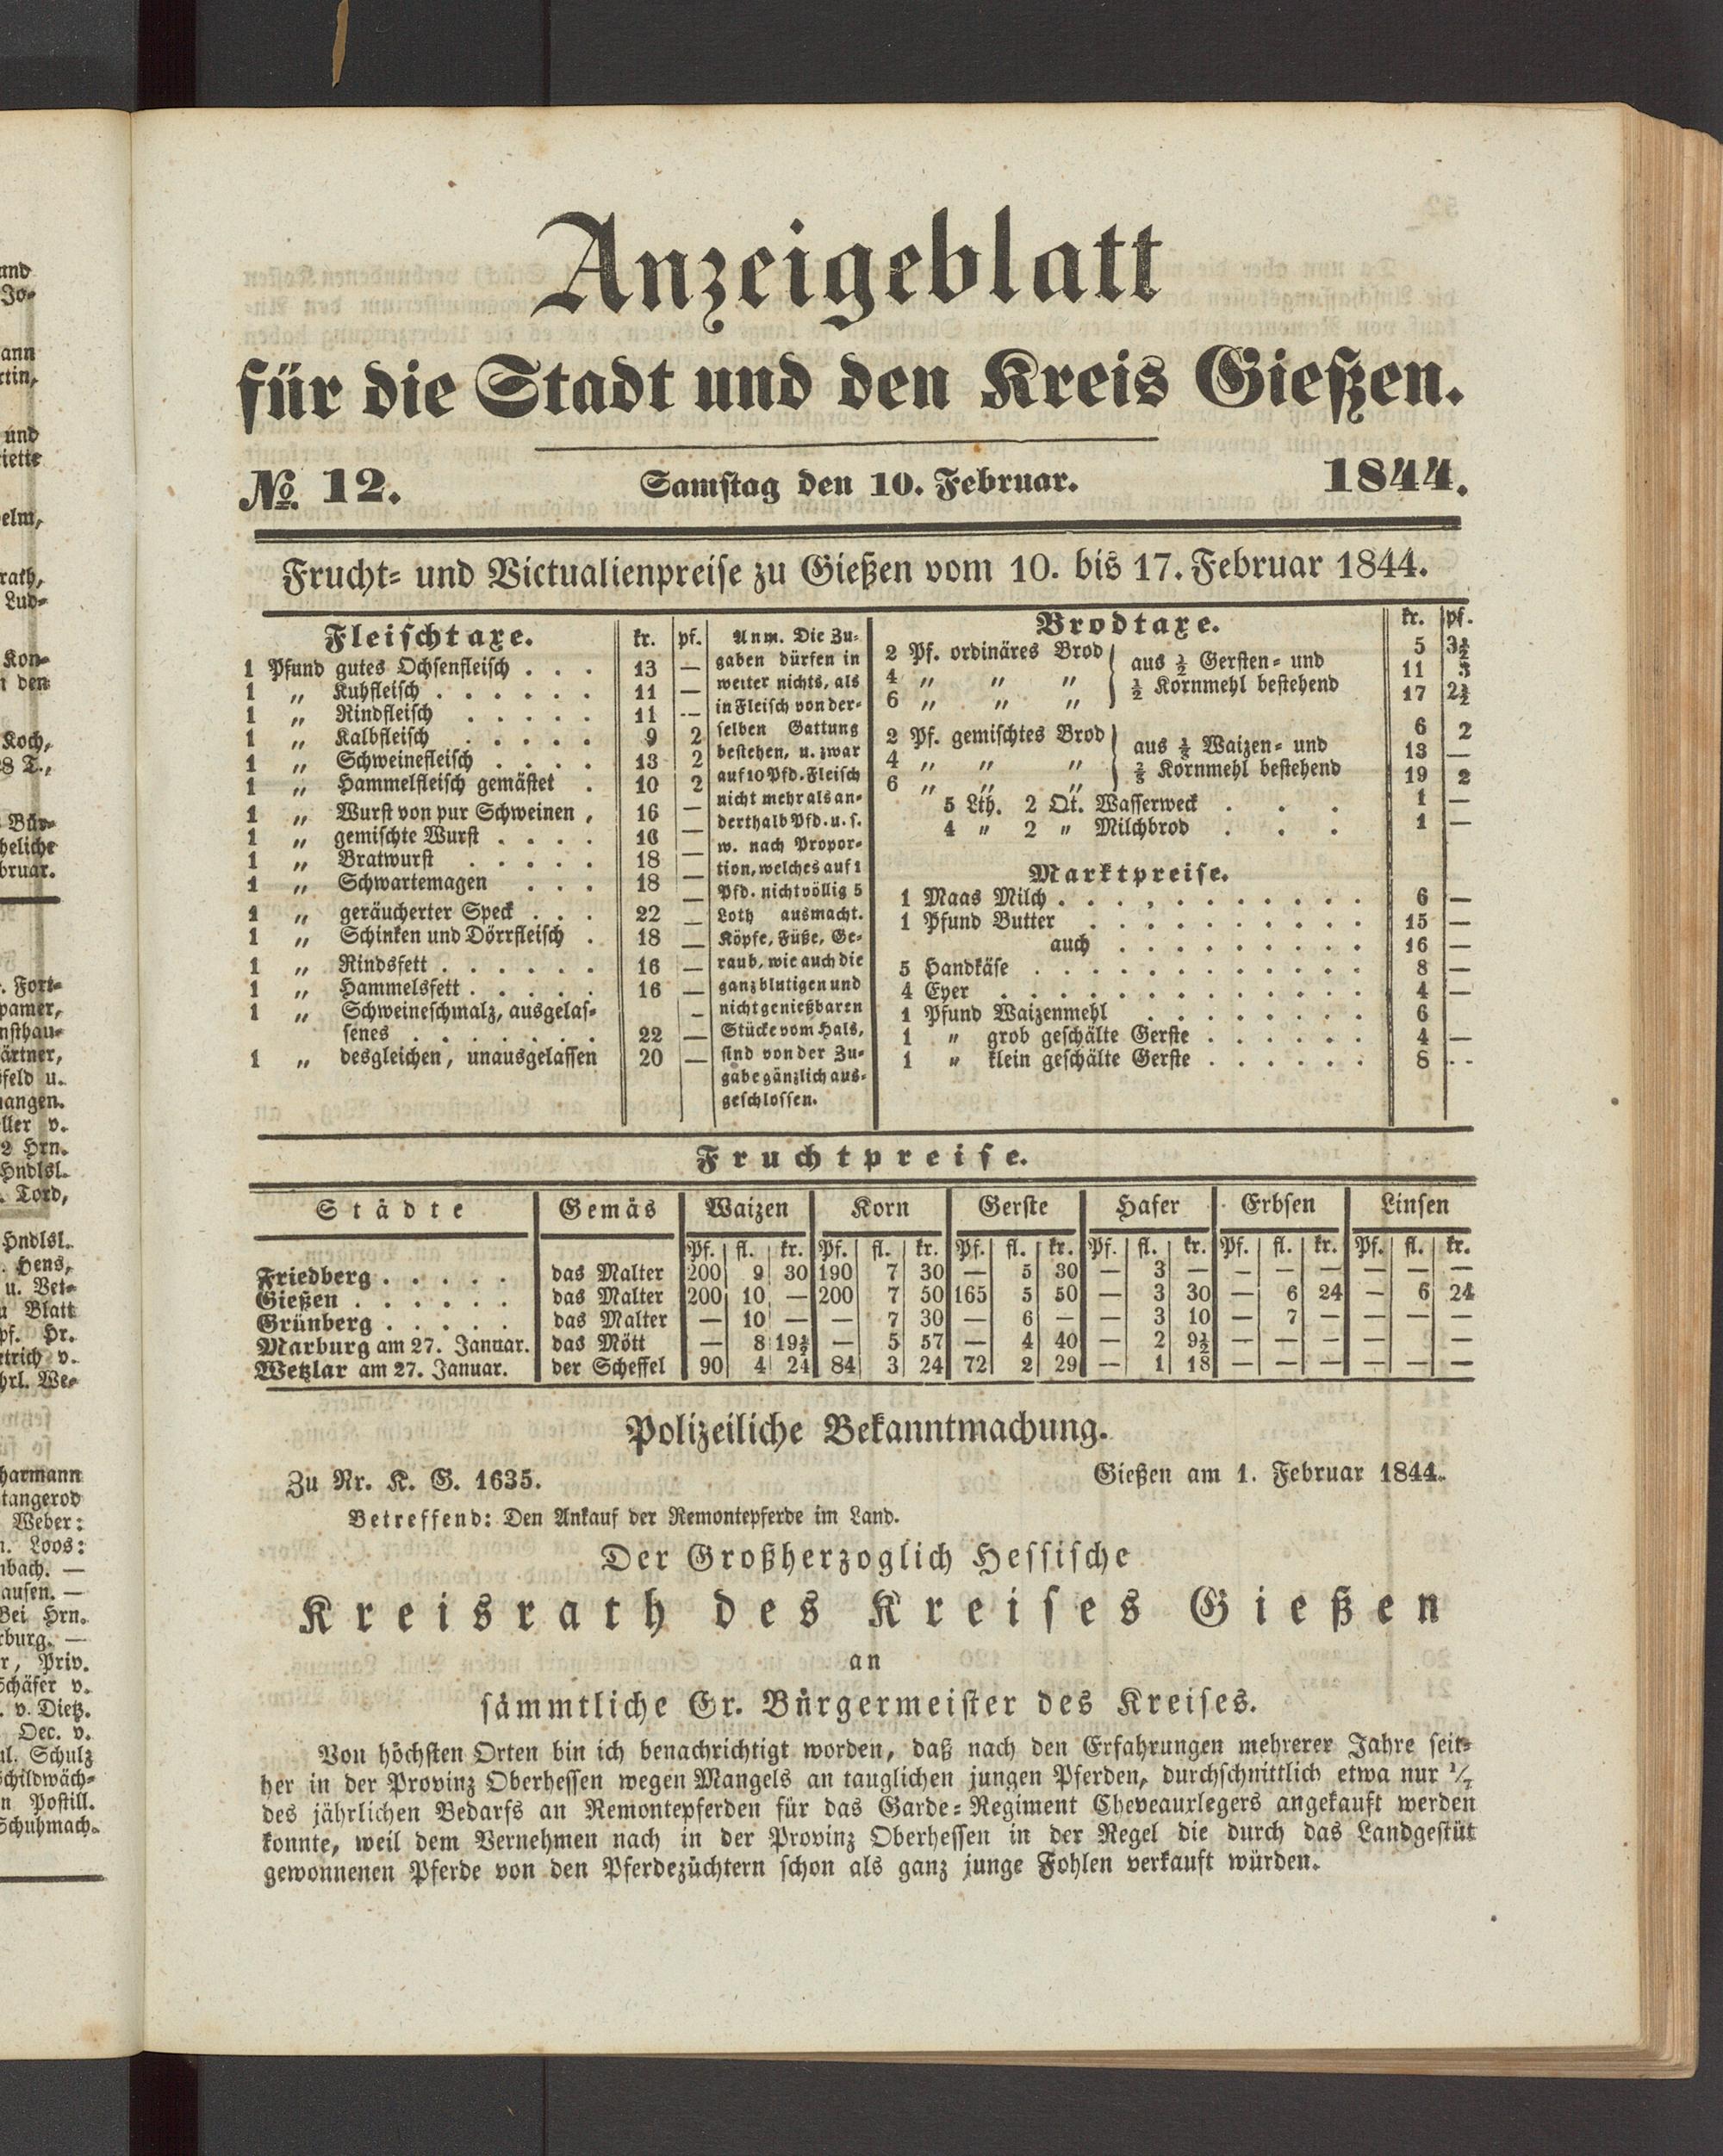 Anzeigeblatt
für die Stadt und den Kreis Gießen.
No. 12. Samstag den 10. Februar. 1844.
Frucht- und Victualienpreise zu Gießen vom 10. bis 17. Februar 1844.
Fleischtaxe. kr. pf.
1 Pfund gutes Ochsenfleisch . . . 13 —
1 „ Kuhfleisch . . . . . . 11 —
1 „ Rindfleisch . . . . . 11 —
1 „ Kalbfleisch . . . . . 9 2
1 „ Schweinefleisch . . . . 13 2
1 „ Hammelfleisch gemästet . 10 2
1 „ Wurst von pur Schweinen , 16 —
1 „ gemischte Wurst . . . . 16 —
1 „ Bratwurst . . . . . 18 —
1 „ Schwartemagen . . . 18 —
1 „ geräucherter Speck . . . 22 —
1 „ Schinken und Dörrfleisch . 18 —
1 „ Rindsfett . . . . . . 16 —
1 „ Hammelsfett . . . . . 16 —
1 „ Schweineschmalz, ausgelas-
senes . . . . . . . 22 —
1 „ desgleichen, unausgelassen 20 —
Anm. Die Zu-
gaben dürfen in
weiter nichts, als
in Fleisch von der-
selben Gattung
bestehen, u. zwar
auf 10 Pfd. Fleisch
nicht mehr als an-
derthalb Pfd. u. s.
w. nach Propor-
tion, welches auf 1
Pfd. nicht völlig 5
Loth ausmacht.
Köpfe, Füße, Ge-
raub, wie auch die
ganz blutigen und
nicht genießbaren
Stücke vom Hals,
sind von der Zu-
gabe gänzlich aus-
geschlossen.
Brodtaxe. kr. pf.
2 Pf. ordinäres Brod 5 3½
4 „ „ „ aus ½ Gersten- und 11 3
6 „ „ „ ½ Kornmehl bestehend 17 2½
2 Pf. gemischtes Brod 6 2
4 „ „ „ aus ⅓ Waizen- und 13 —
6 „ „ „ ⅔ Kornmehl bestehend 19 2
5 Lth. 2 Qt. Wasserweck . . . 1 —
4 „ 2 „ Milchbrod . . . 1 —
Marktpreise.
1 Maas Milch . . . . . . . . . . . 6 —
1 Pfund Butter . . . . . . . . . . 15 —
auch . . . . . . . . . 16 —
5 Handkäse . . . . . . . . . . . . 8 —
4 Eyer . . . . . . . . . . . . . 4 —
1 Pfund Waizenmehl . . . . . . . . 6
1 „ grob geschälte Gerste . . . . . . 4 —
1 „ klein geschälte Gerste . . . . . . 8 --
Fruchtpreise.
Städte Gemäs Waizen Korn Gerste Hafer Erbsen Linsen
Pf. fl. kr. Pf. fl. kr. Pf. fl. kr. Pf. fl. kr. Pf. fl. kr. Pf. fl. kr.
Friedberg . . . . . das Malter 200 9 30 190 7 30 — 5 30 — 3 — — — — — — —
Gießen . . . . . . das Malter 200 10 — 200 7 50 165 5 50 — 3 30 — 6 24 — 6 24
Grünberg . . . . . das Malter — 10 — — 7 30 — 6 — — 3 10 — 7 — — — —
Marburg am 27. Januar. das Mött — 8 19½ — 5 57 — 4 40 — 2 9½ — — — — — —
Wetzlar am 27. Januar. der Scheffel 90 4 24 84 3 24 72 2 29 — 1 18 — — — — — —
Polizeiliche Bekanntmachung.
Zu Nr. K. G. 1635. Gießen am 1. Februar 1844.
Betreffend: Den Ankauf der Remontepferde im Land.
Der Großherzoglich Hessische
Kreisrath des Kreises Gießen
an
sämmtliche Gr. Bürgermeister des Kreises.
Von höchsten Orten bin ich benachrichtigt worden, daß nach den Erfahrungen mehrerer Jahre seit-
her in der Provinz Oberhessen wegen Mangels an tauglichen jungen Pferden, durchschnittlich etwa nur 1/7
des jährlichen Bedarfs an Remontepferden für das Garde-Regiment Cheveauxlegers angekauft werden
konnte, weil dem Vernehmen nach in der Provinz Oberhessen in der Regel die durch das Landgestüt
gewonnenen Pferde von den Pferdezüchtern schon als ganz junge Fohlen verkauft würden.